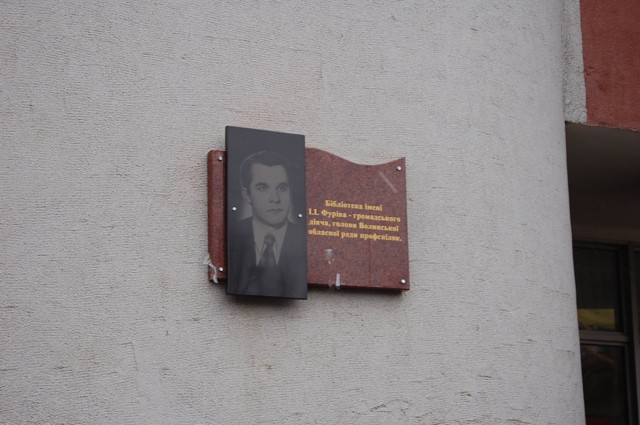 Бібліотека імені
І.І. Фуріва - громадського
діяча, голови Волинської
обласної ради профспілок.